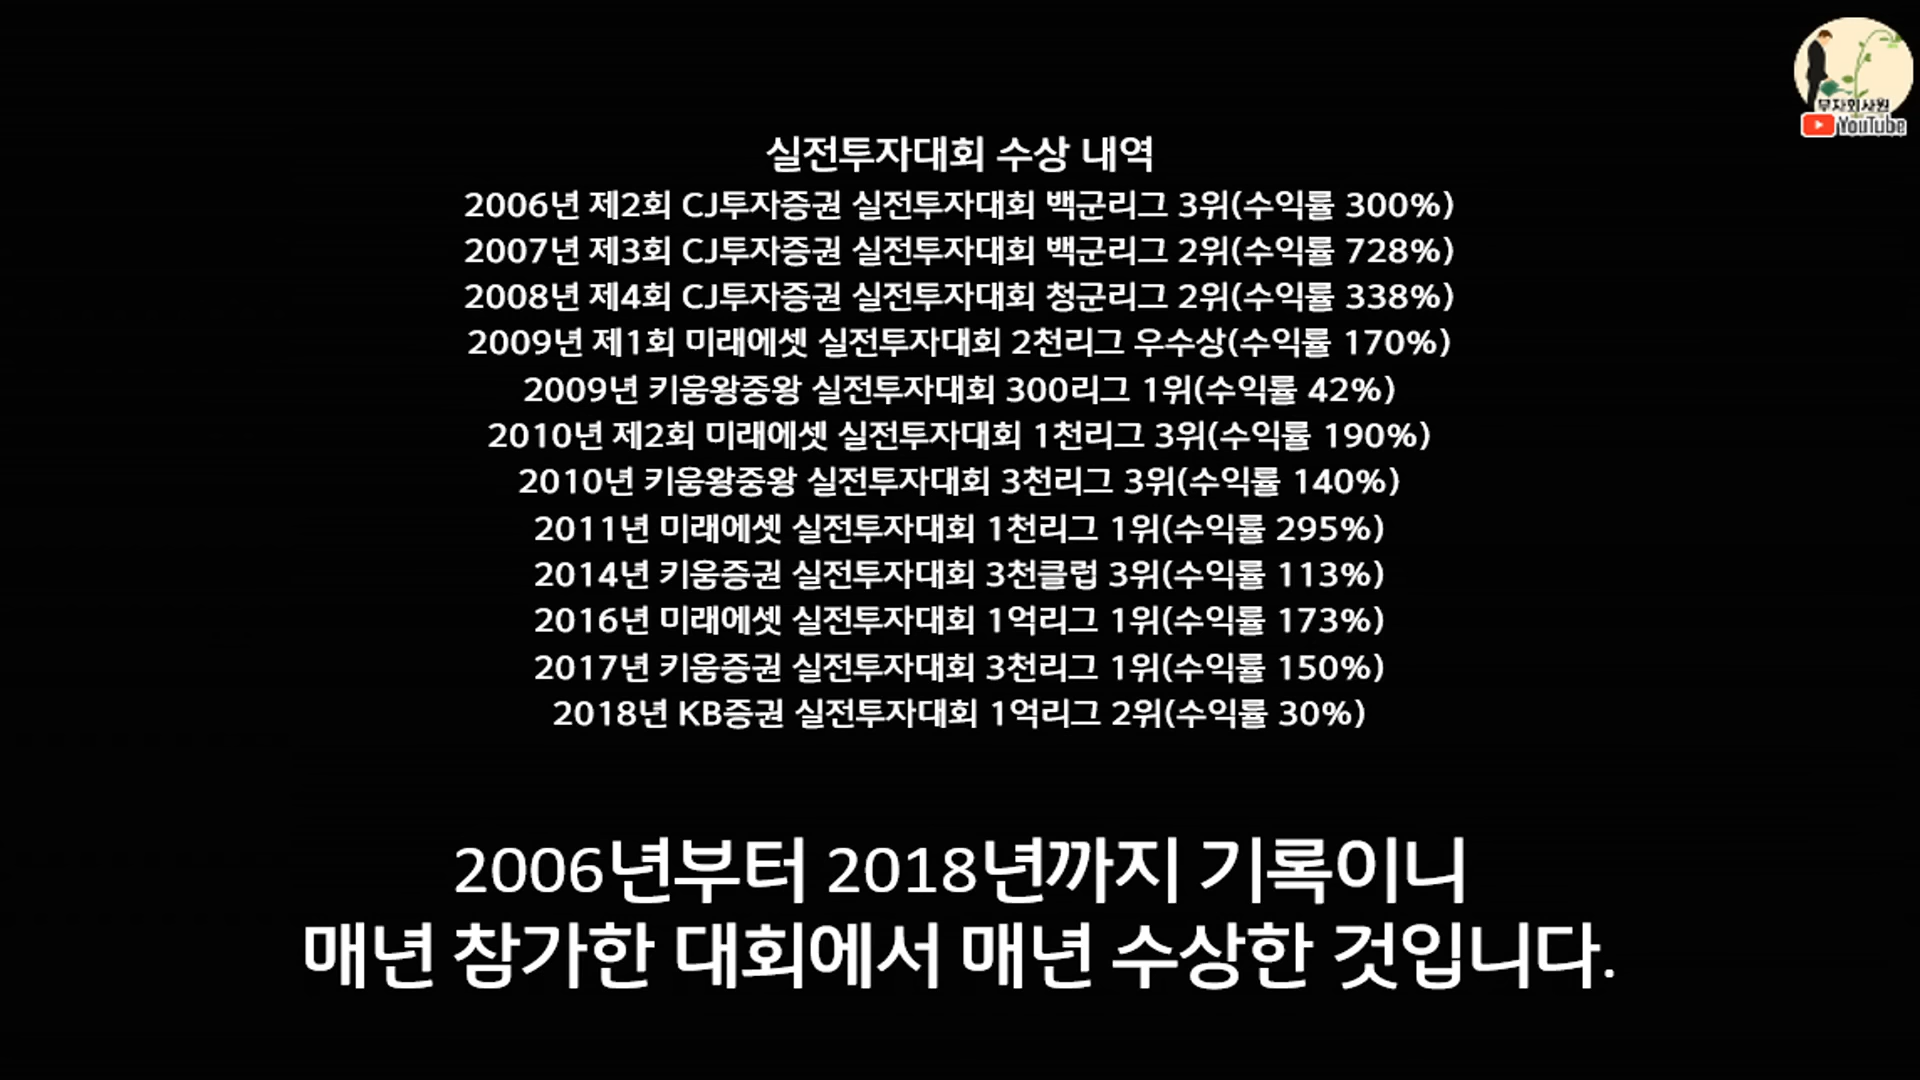 부자회사원
YouTube
실전투자대회 수상 내역
2006년 제2회 CJ투자증권 실전투자대회 백군리그 3위(수익률 300%)
2007년 제3회 CJ투자증권 실전투자대회 백군리그 2위(수익률 728%)
2008년 제4회 CJ투자증권 실전투자대회 청군리그 2위(수익률 338%)
2009년 제1회 미래에셋 실전투자대회 2천리그 우수상(수익률 170%)
2009년 키움왕중왕 실전투자대회 300리그 1위(수익률 42%)
2010년 제2회 미래에셋 실전투자대회 1천리그 3위(수익률 190%)
2010년 키움왕중왕 실전투자대회 3천리그 3위(수익률 140%)
2011년 미래에셋 실전투자대회 1천리그 1위(수익률 295%)
2014년 키움증권 실전투자대회 3천클럽 3위(수익률 113%)
2016년 미래에셋 실전투자대회 1억리그 1위(수익률 173%)
2017년 키움증권 실전투자대회 3천리그 1위(수익률 150%)
2018년 KB증권 실전투자대회 1억리그 2위(수익률 30%)
2006년부터 2018년까지 기록이니
매년 참가한 대회에서 매년 수상한 것입니다.